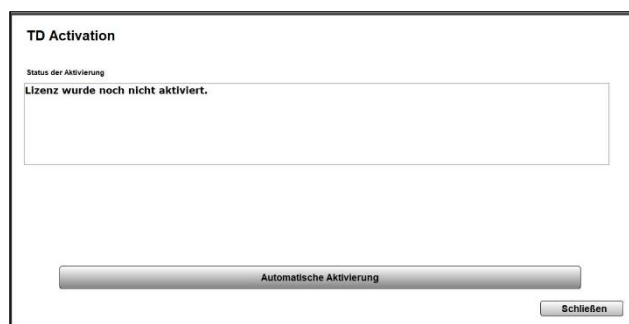 TD Activation
Status der Aktivierung
Lizenz wurde noch nicht aktiviert.
Automatische Aktivierung
Schließen